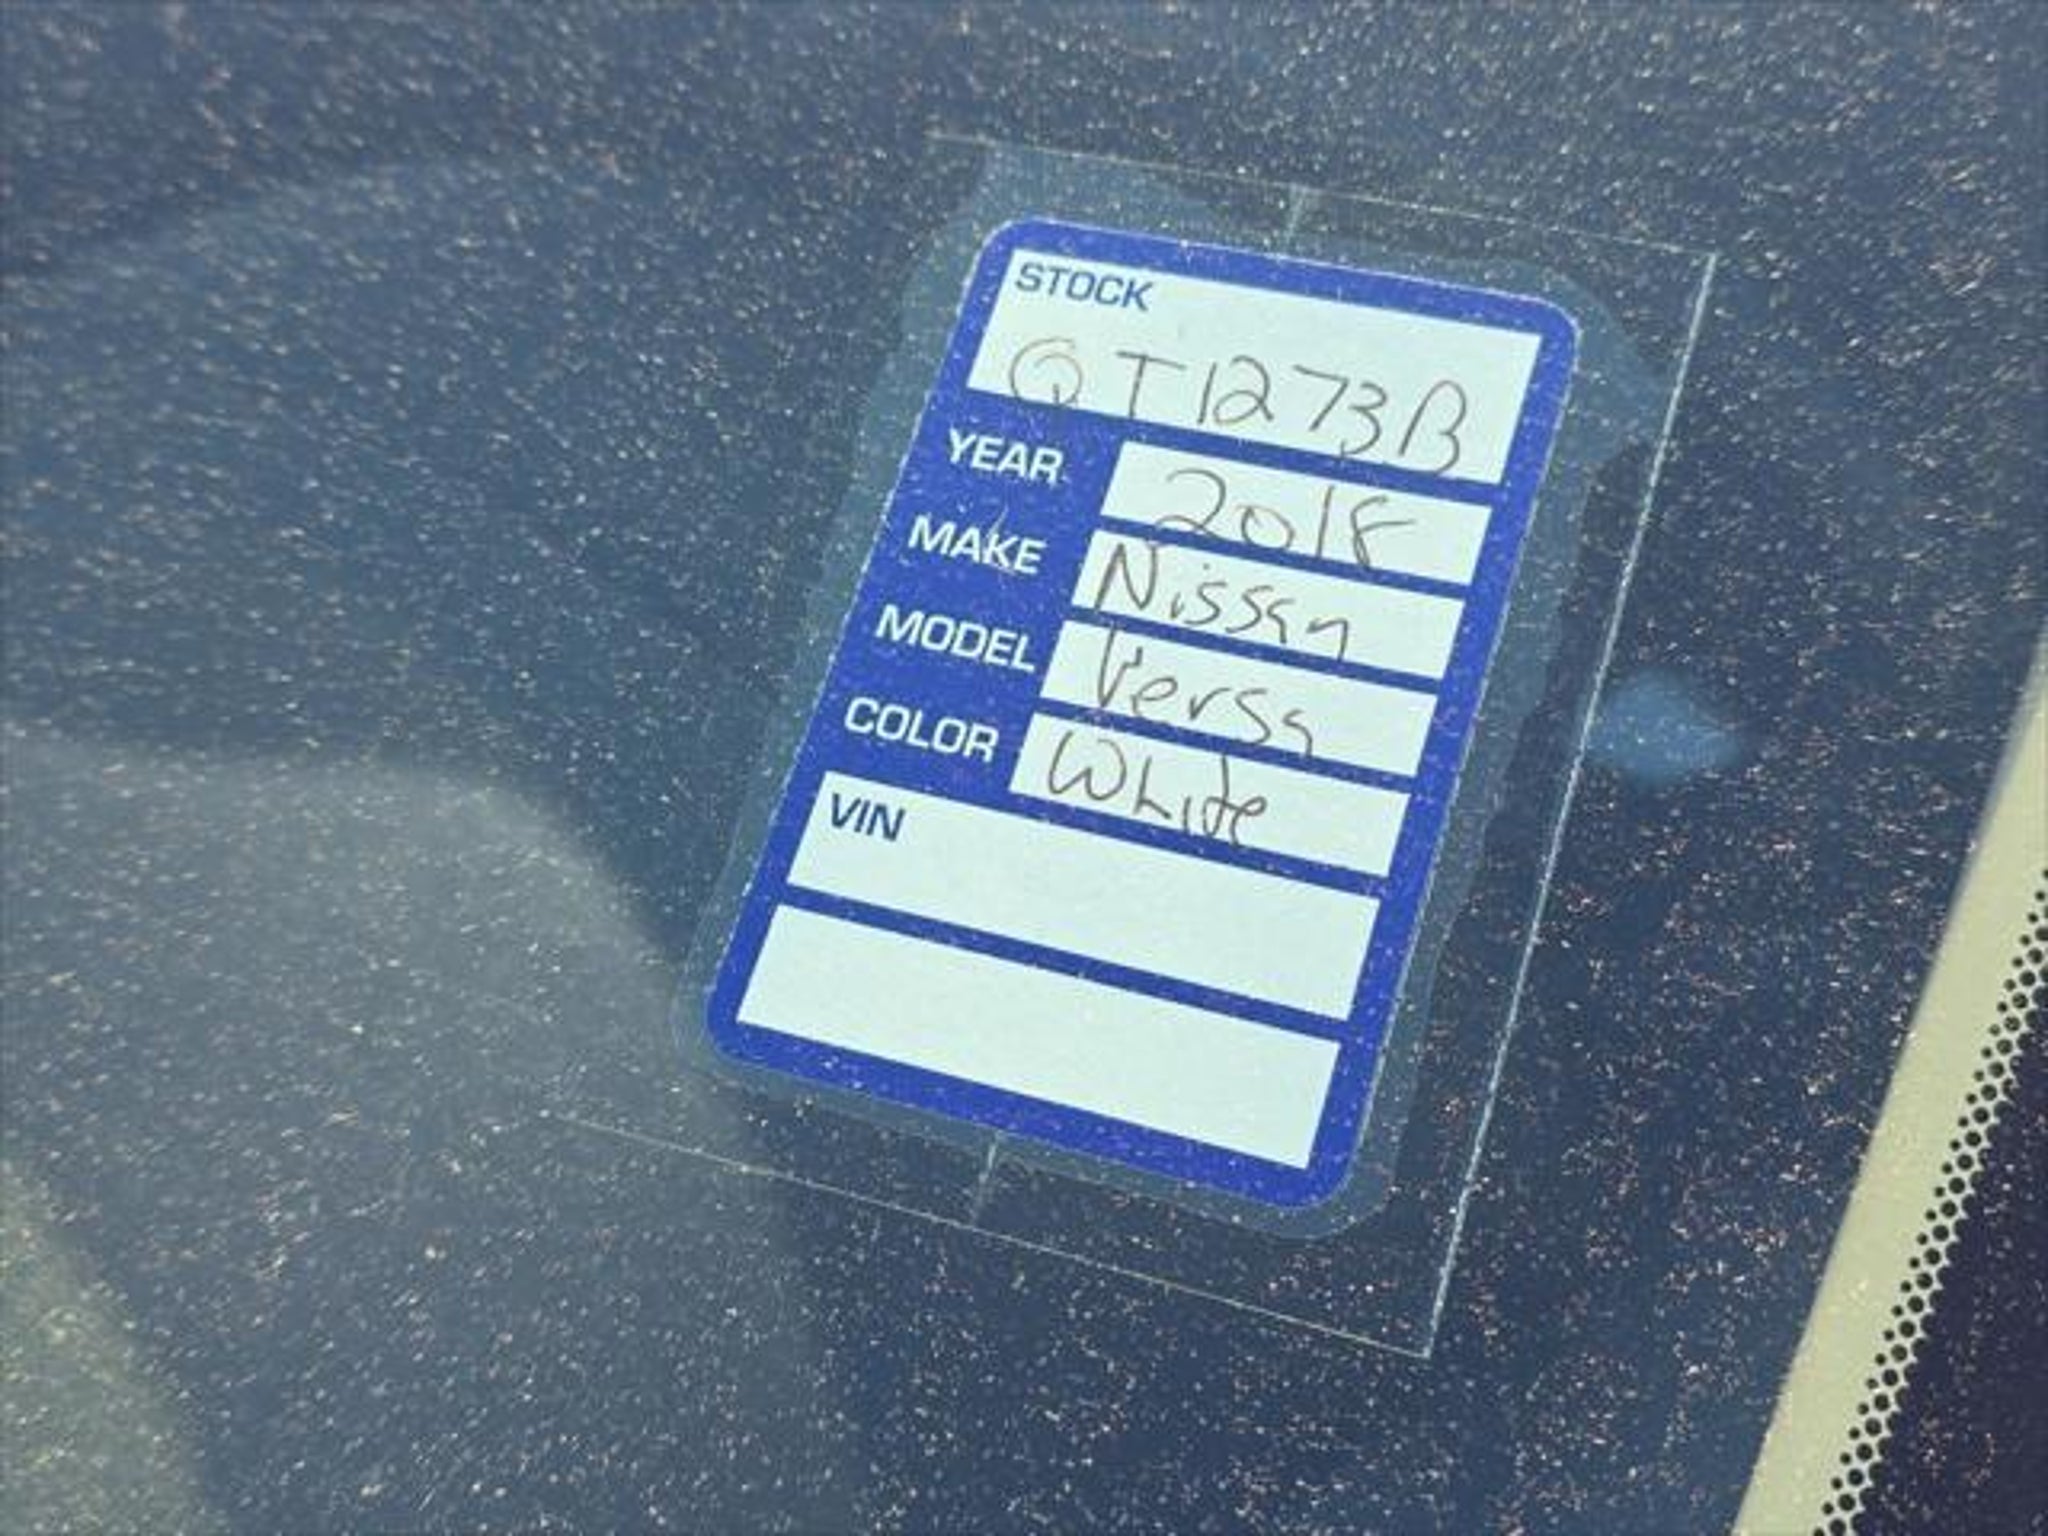 STOCK
QT1273B
YEAR 2018
MAKE Nissan
MODEL Versa
COLOR White
VIN